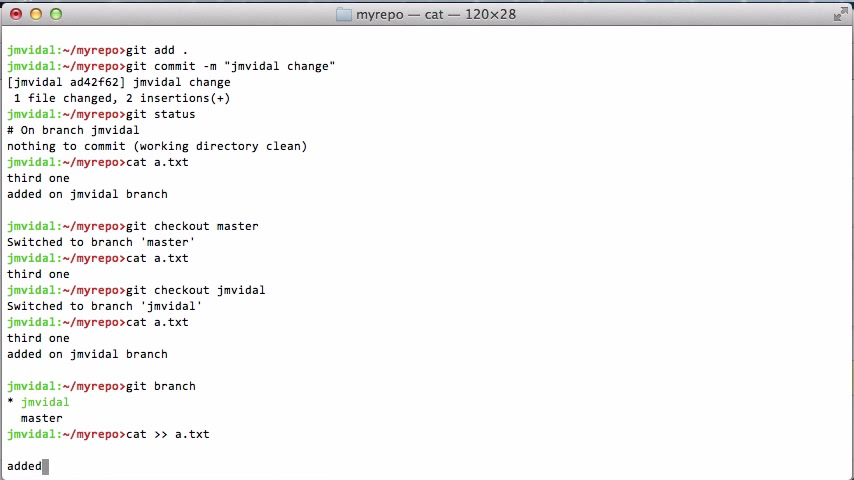 myrepo — cat — 120×28
jmvidal:~/myrepo>git add .
jmvidal:~/myrepo>git commit -m "jmvidal change"
[jmvidal ad42f62] jmvidal change
 1 file changed, 2 insertions(+)
jmvidal:~/myrepo>git status
# On branch jmvidal
nothing to commit (working directory clean)
jmvidal:~/myrepo>cat a.txt
third one
added on jmvidal branch
jmvidal:~/myrepo>git checkout master
Switched to branch 'master'
jmvidal:~/myrepo>cat a.txt
third one
jmvidal:~/myrepo>git checkout jmvidal
Switched to branch 'jmvidal'
jmvidal:~/myrepo>cat a.txt
third one
added on jmvidal branch
jmvidal:~/myrepo>git branch
* jmvidal
  master
jmvidal:~/myrepo>cat >> a.txt
added